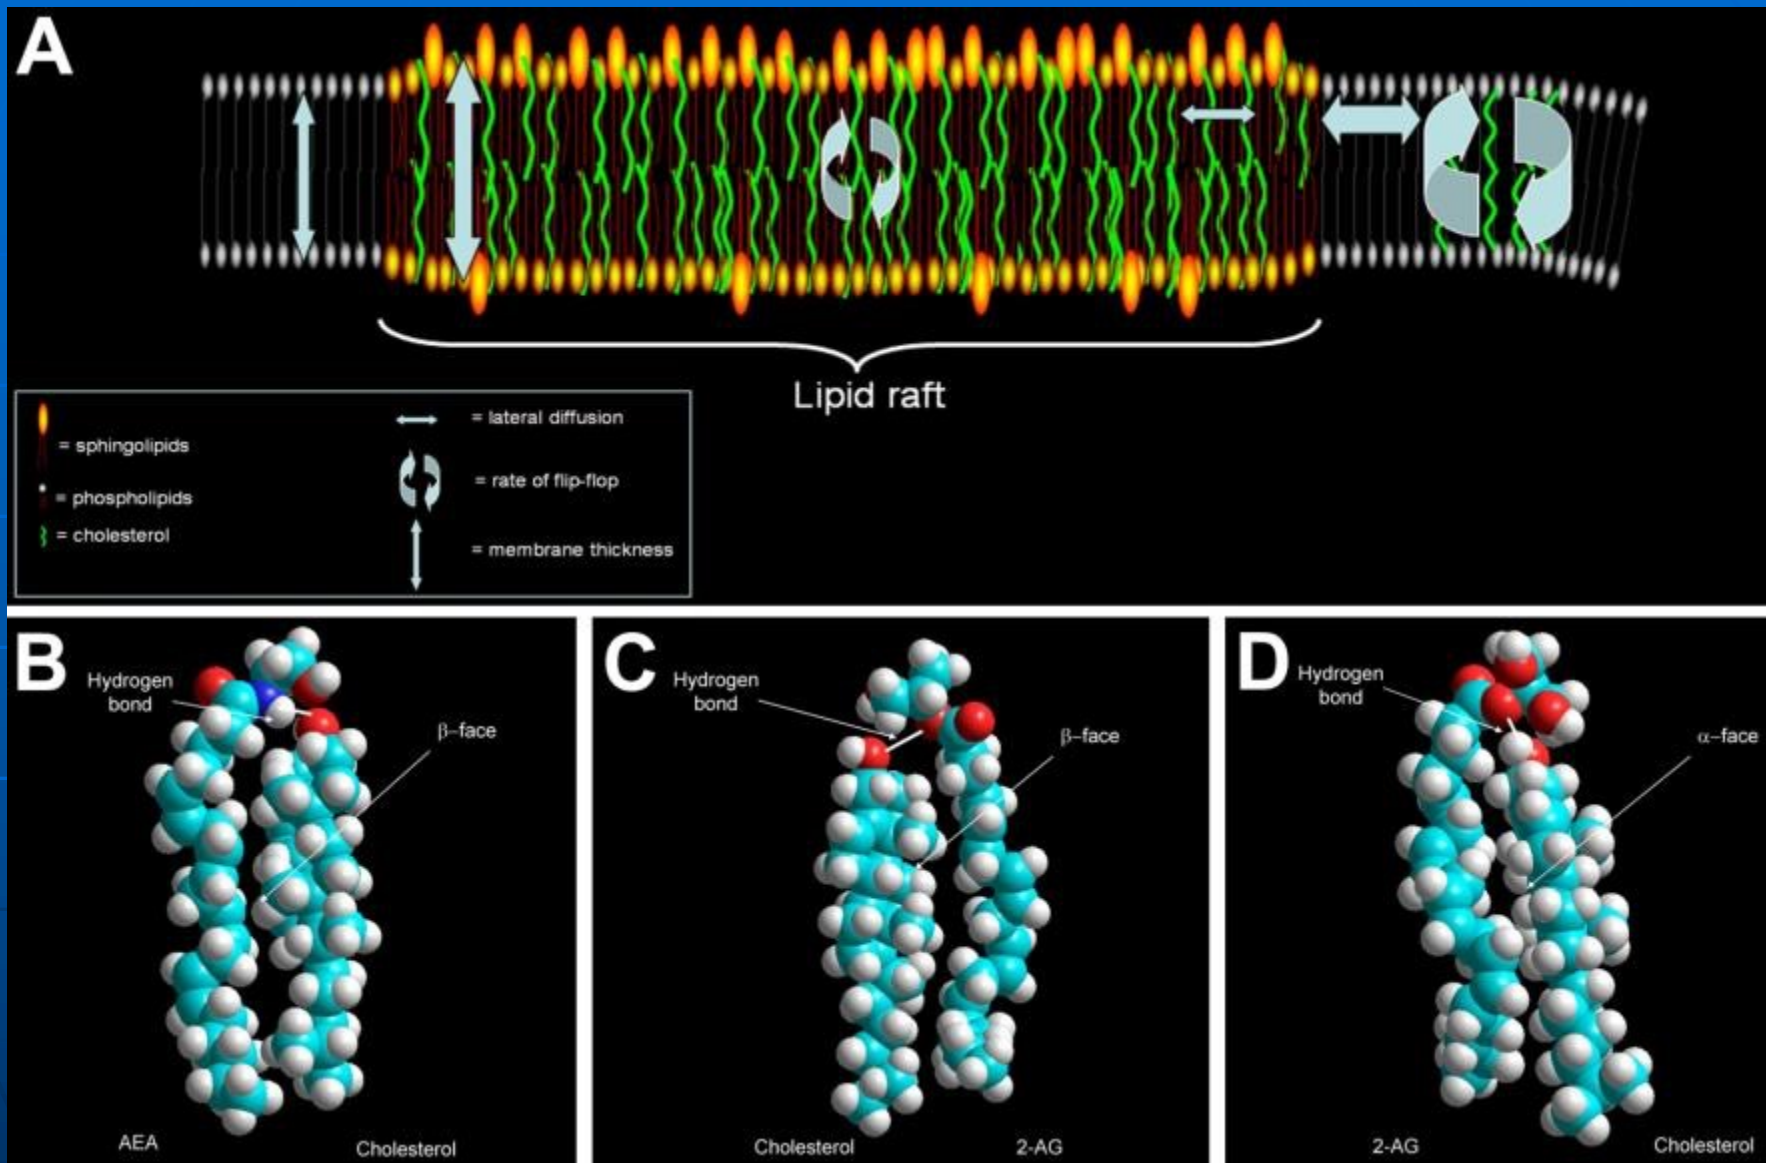 A
Lipid raft
= sphingolipids
= phospholipids
= cholesterol
= lateral diffusion
= rate of flip-flop
= membrane thickness
B
Hydrogen
bond
β–face
AEA
Cholesterol
C
Hydrogen
bond
β–face
Cholesterol
2-AG
D
Hydrogen
bond
α–face
2-AG
Cholesterol